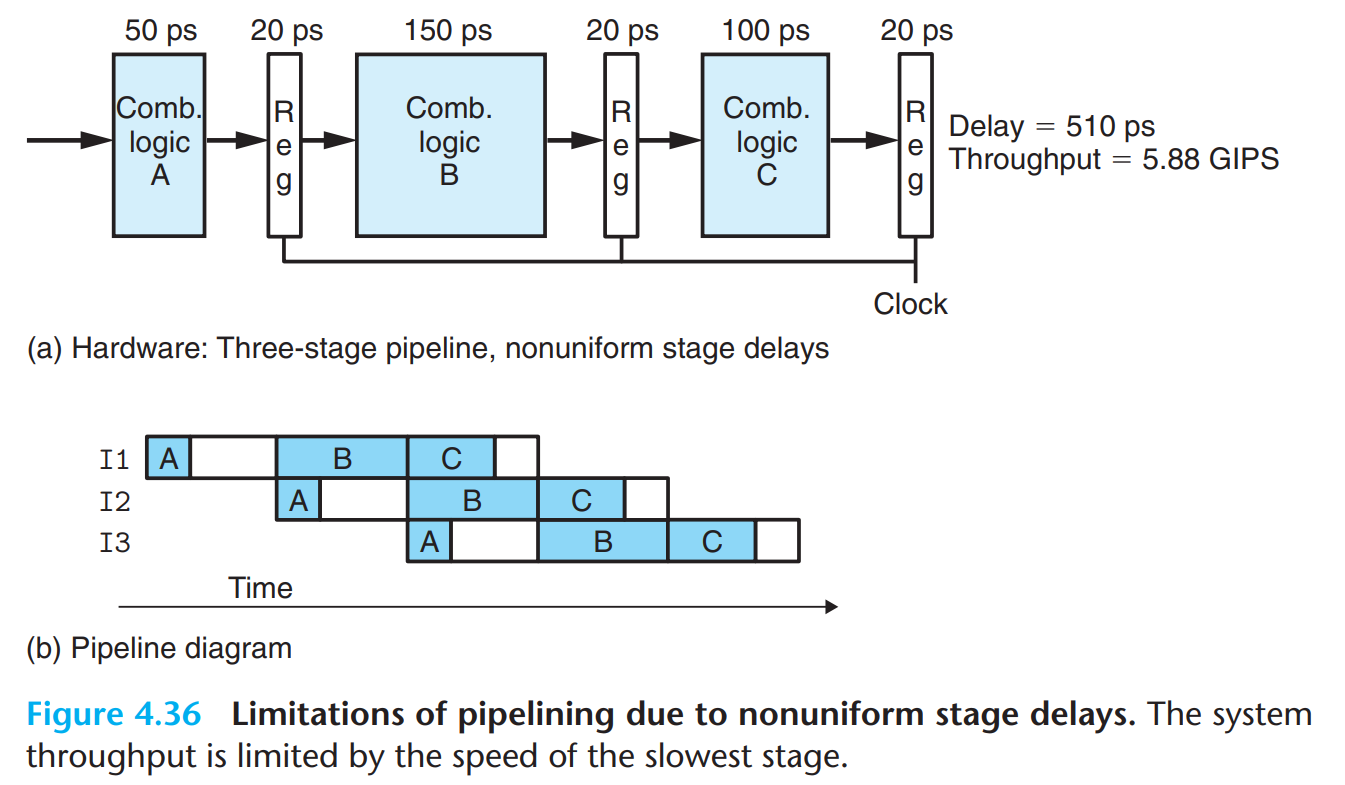 50 ps 20 ps 150 ps 20 ps 100 ps 20 ps
Comb.
logic
A
R
e
g
Comb.
logic
B
R
e
g
Comb.
logic
C
R
e
g
Delay = 510 ps
Throughput = 5.88 GIPS
Clock
(a) Hardware: Three-stage pipeline, nonuniform stage delays
I1 A B C
I2 A B C
I3 A B C
Time
(b) Pipeline diagram
Figure 4.36 Limitations of pipelining due to nonuniform stage delays. The system
throughput is limited by the speed of the slowest stage.